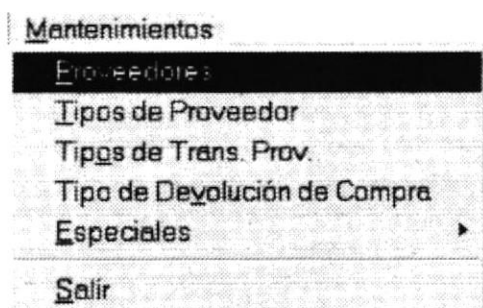 Mantenimientos
Proveedores
Tipos de Proveedor
Tipos de Trans. Prov.
Tipo de Devolución de Compra
Especiales
Salir